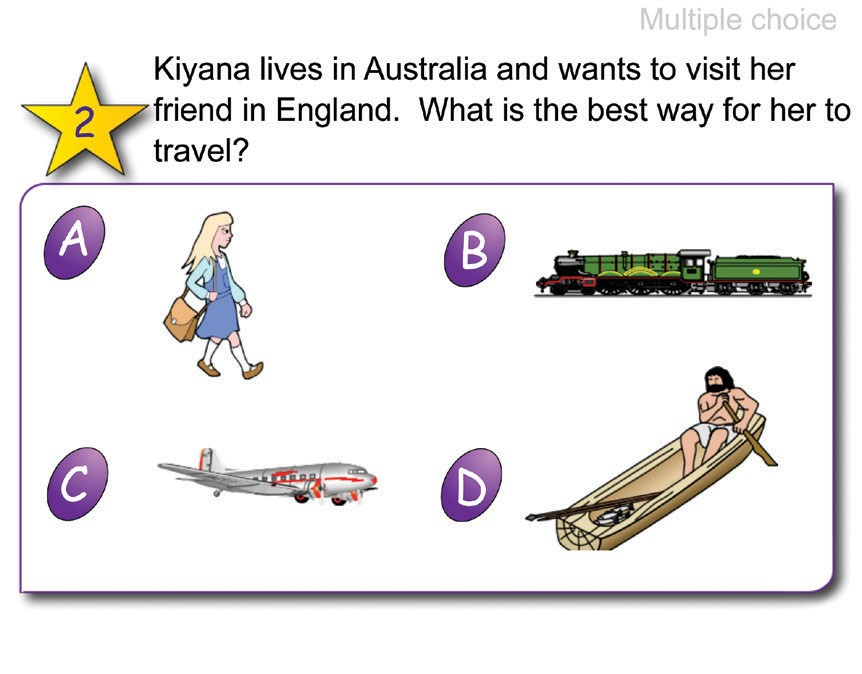 Multiple choice
2
Kiyana lives in Australia and wants to visit her
friend in England.  What is the best way for her to
travel?
A
B
C
D